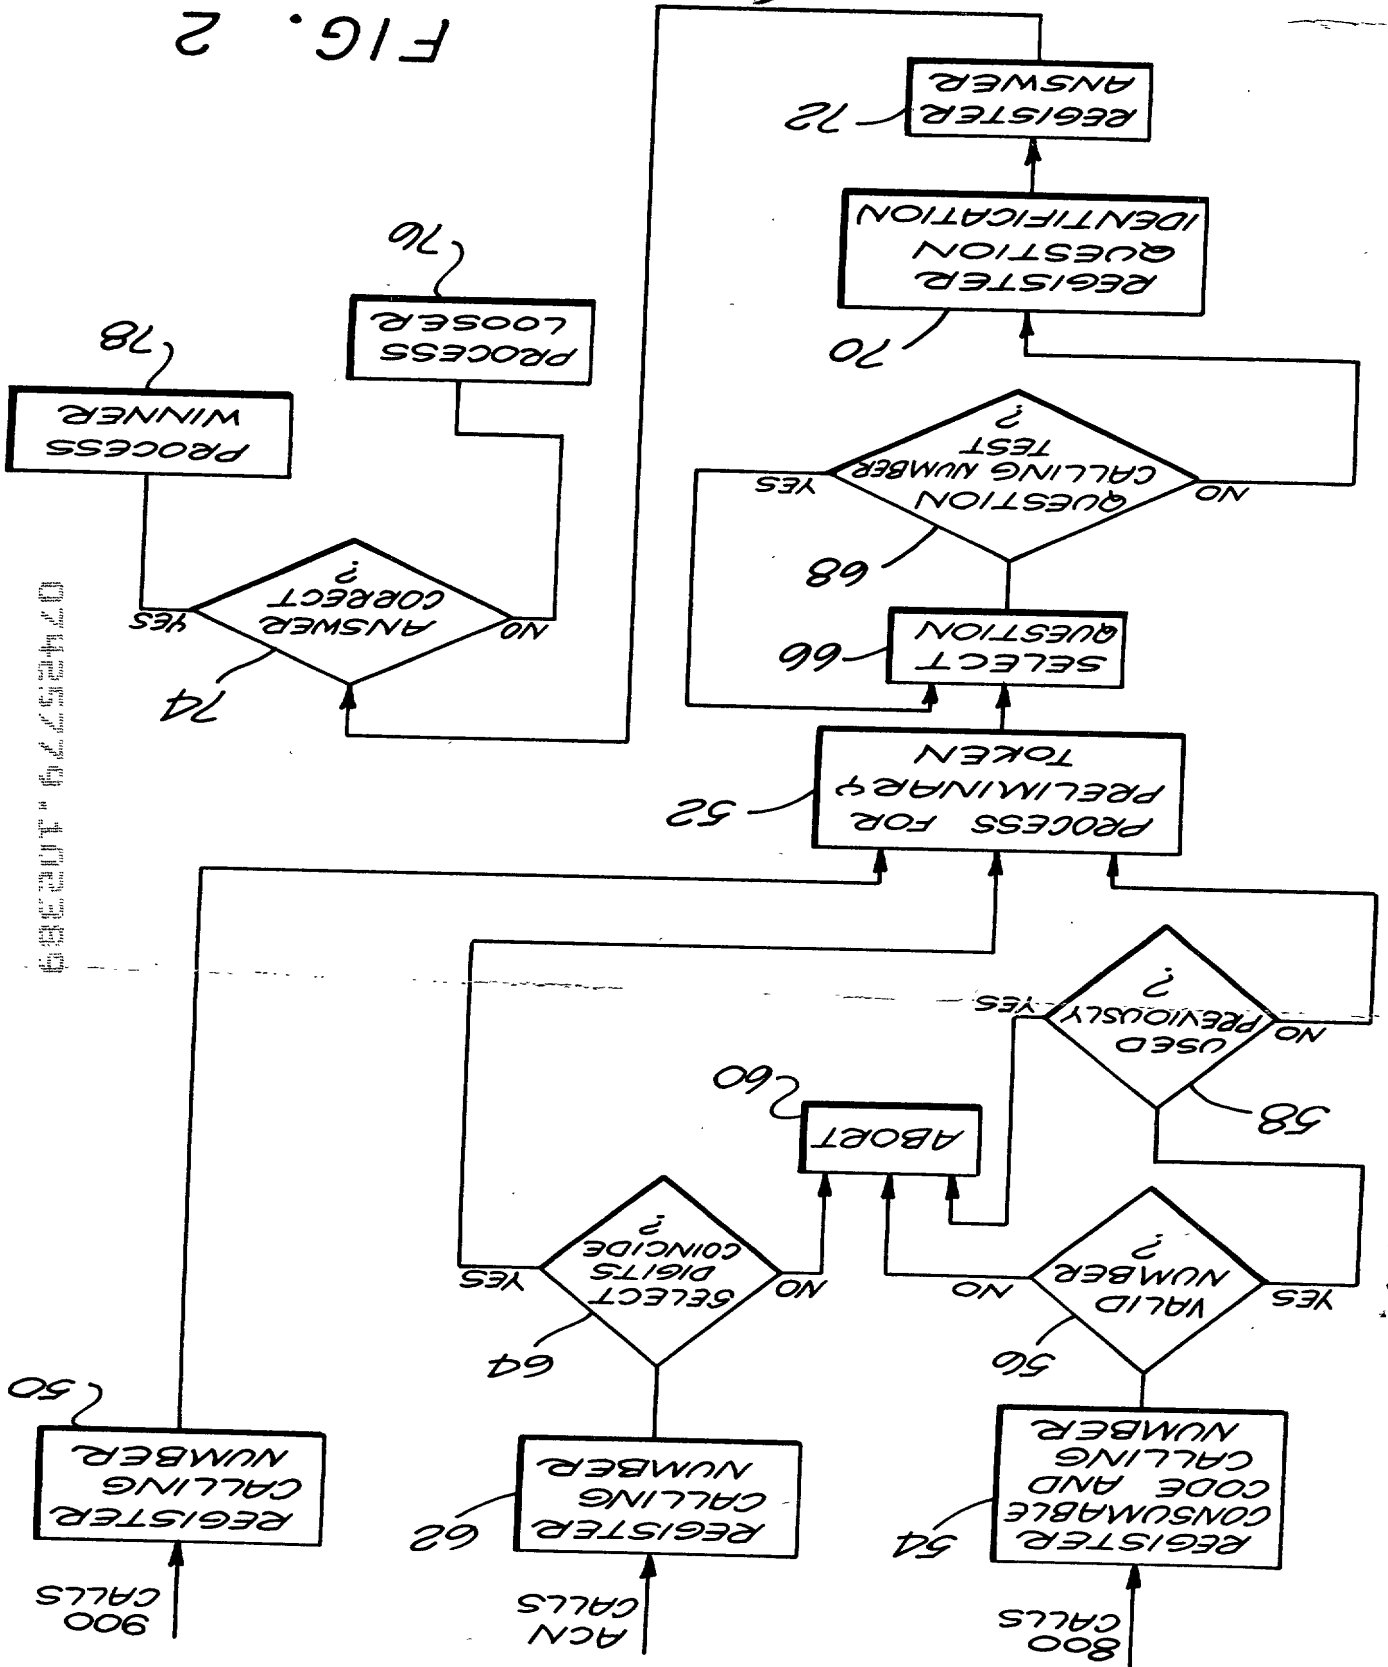 800
CALLS
REGISTER
CONSUMABLE
CODE AND
CALLING
NUMBER
54
ACN
CALLS
REGISTER
CALLING
NUMBER
62
900
CALLS
REGISTER
CALLING
NUMBER
50
VALID
NUMBER
?
56
YES
NO
SELECT
DIGITS
COINCIDE
?
64
NO
YES
ABORT
60
58
USED
PREVIOUSLY
?
NO
YES
PROCESS FOR
PRELIMINARY
TOKEN
52
SELECT
QUESTION
66
68
QUESTION
CALLING NUMBER
TEST
?
NO
YES
70
REGISTER
QUESTION
IDENTIFICATION
REGISTER
ANSWER
72
74
ANSWER
CORRECT
?
NO
YES
PROCESS
LOOSER
76
PROCESS
WINNER
78
FIG. 2